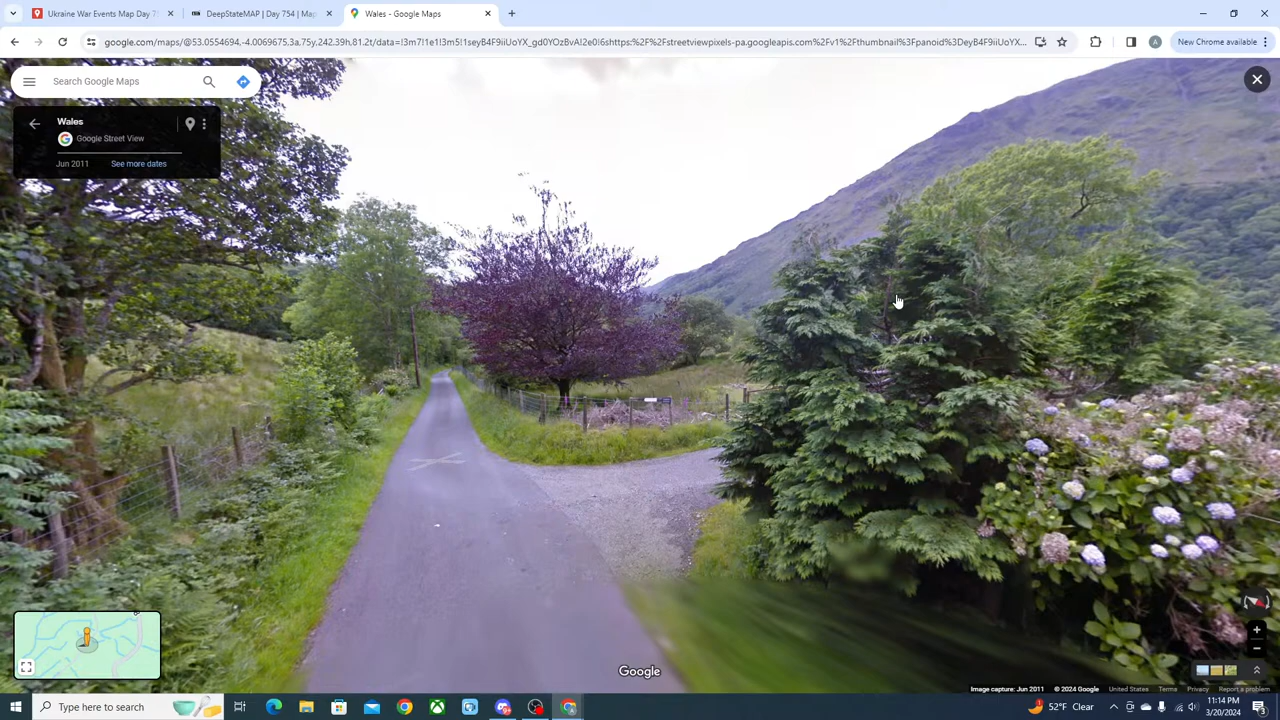 Ukraine War Events Map Day 75
DeepStateMAP | Day 754 | Map
Wales - Google Maps
google.com/maps/@53.0554694,-4.0069675,3a,75y,242.39h,81.2t/data=!3m7!1e1!3m5!1seyB4F9iiUoYX_gd0YOzBvA!2e0!6shttps:%2F%2Fstreetviewpixels-pa.googleapis.com%2Fv1%2Fthumbnail%3Fpanoid%3DeyB4F9iiUoYX...
New Chrome available
Search Google Maps
Wales
Google Street View
Jun 2011 See more dates
Google
Image capture: Jun 2011 © 2024 Google United States Terms Privacy Report a problem
Type here to search
52°F Clear
11:14 PM
3/20/2024